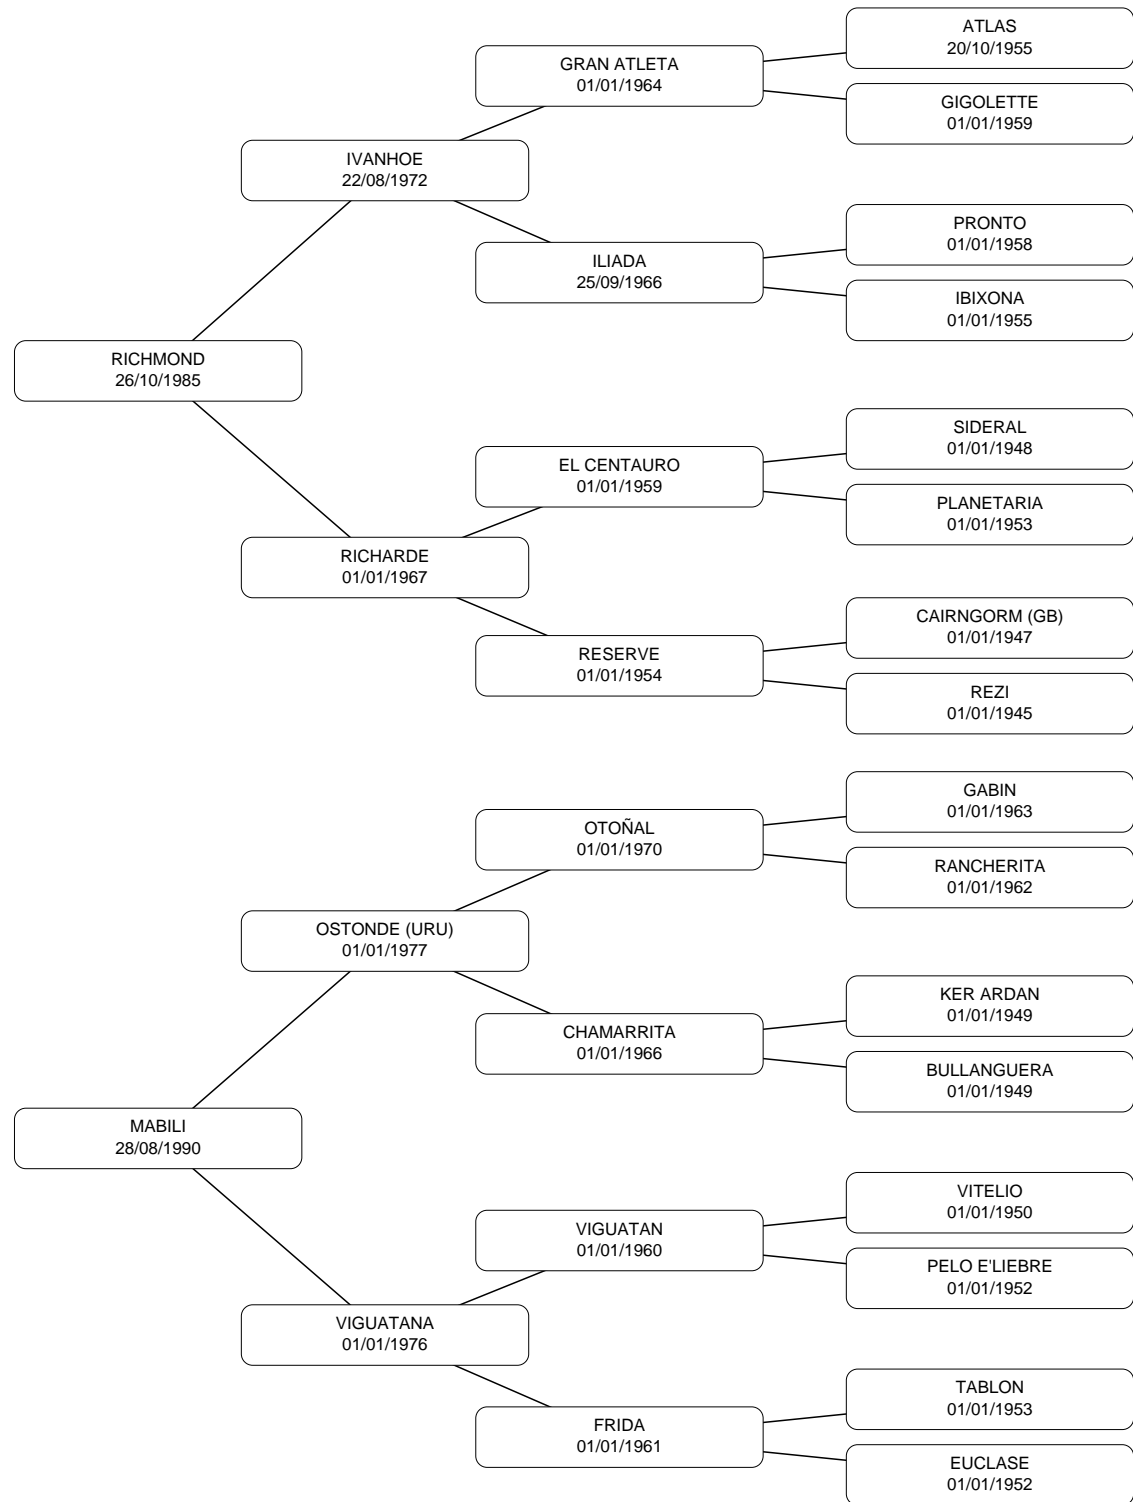 ATLAS
20/10/1955
GRAN ATLETA
01/01/1964
GIGOLETTE
01/01/1959
IVANHOE
22/08/1972
PRONTO
01/01/1958
ILIADA
25/09/1966
IBIXONA
01/01/1955
RICHMOND
26/10/1985
SIDERAL
01/01/1948
EL CENTAURO
01/01/1959
PLANETARIA
01/01/1953
RICHARDE
01/01/1967
CAIRNGORM (GB)
01/01/1947
RESERVE
01/01/1954
REZI
01/01/1945
GABIN
01/01/1963
OTOÑAL
01/01/1970
RANCHERITA
01/01/1962
OSTONDE (URU)
01/01/1977
KER ARDAN
01/01/1949
CHAMARRITA
01/01/1966
BULLANGUERA
01/01/1949
MABILI
28/08/1990
VITELIO
01/01/1950
VIGUATAN
01/01/1960
PELO E'LIEBRE
01/01/1952
VIGUATANA
01/01/1976
TABLON
01/01/1953
FRIDA
01/01/1961
EUCLASE
01/01/1952